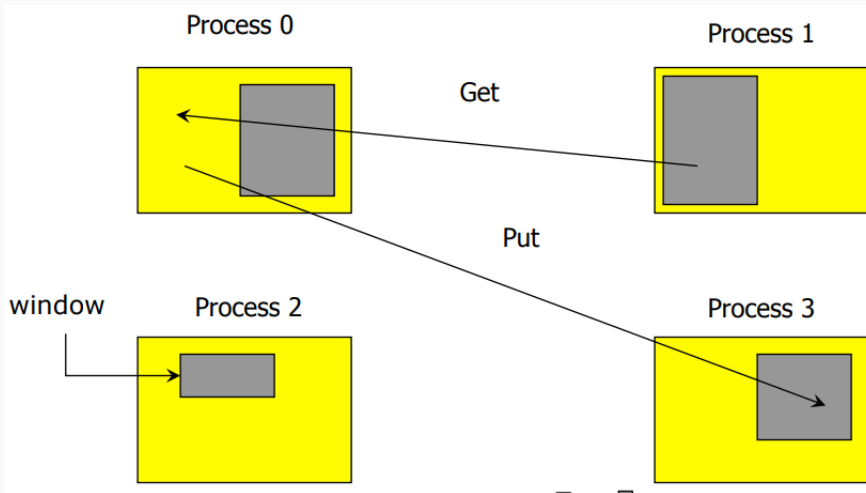 Process 0
Process 1
Get
Put
window
Process 2
Process 3